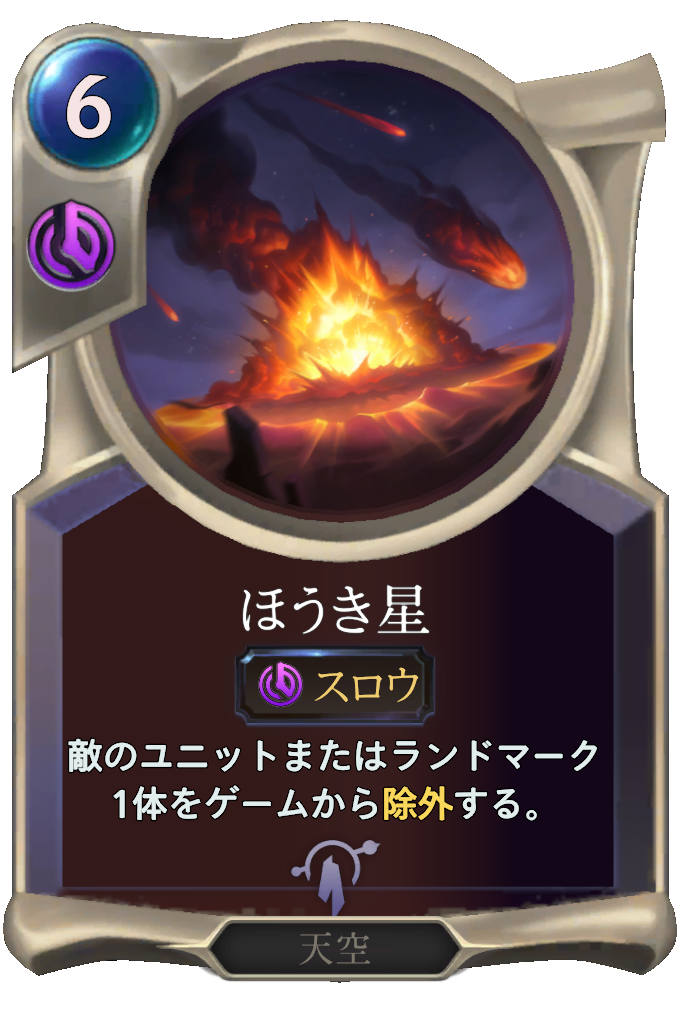 6
ほうき星
スロウ
敵のユニットまたはランドマーク
1体をゲームから除外する。
天空